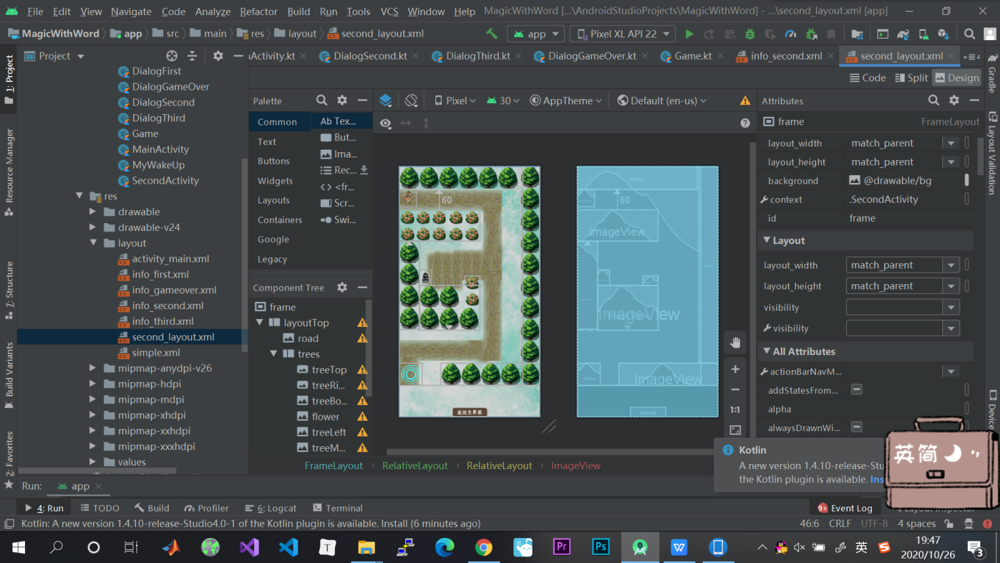 File Edit View Navigate Code Analyze Refactor Build Run Tools VCS Window Help MagicWithWord [...\AndroidStudioProjects\MagicWithWord] - ...\second_layout.xml [app]
MagicWithWord app src main res layout second_layout.xml app Pixel XL API 22
Project
Activity.kt DialogSecond.kt DialogThird.kt DialogGameOver.kt Game.kt info_second.xml second_layout.xml 4
Code Split Design
1: Project
Resource Manager
7: Structure
Build Variants
2: Favorites
DialogFirst
DialogGameOver
DialogSecond
DialogThird
Game
MainActivity
MyWakeUp
SecondActivity
res
drawable
drawable-v24
layout
activity_main.xml
info_first.xml
info_gameover.xml
info_second.xml
info_third.xml
second_layout.xml
simple.xml
mipmap-anydpi-v26
mipmap-hdpi
mipmap-mdpi
mipmap-xhdpi
mipmap-xxhdpi
mipmap-xxxhdpi
values
Palette
Common
Text
Buttons
Widgets
Layouts
Containers
Google
Legacy
Ab Tex...
But...
Ima...
Rec...
<fr...
Scr...
Swi...
Component Tree
frame
layoutTop
road
trees
treeTop
treeRi...
treeBo...
flower
treeLeft
treeM...
Pixel 30 AppTheme Default (en-us)
60
返回主界面
60
ImageView
ImageView
ImageView
1:1
FrameLayout RelativeLayout RelativeLayout ImageView
Attributes
frame FrameLayout
layout_width match_parent
layout_height match_parent
background @drawable/bg
context .SecondActivity
id frame
Layout
layout_width match_parent
layout_height match_parent
visibility
visibility
All Attributes
actionBarNavM...
addStatesFrom...
alpha
alwaysDrawnWi...
Gradle
Layout Validation
Device
Kotlin
A new version 1.4.10-release-Stu
the Kotlin plugin is available. Ins
英简
Run: app
4: Run TODO Build Profiler 6: Logcat Terminal 9+ Event Log Layout Inspector
Kotlin: A new version 1.4.10-release-Studio4.0-1 of the Kotlin plugin is available. Install (6 minutes ago) 46:6 CRLF UTF-8 4 spaces
T Pr Ps W 英 S
19:47
2020/10/26
3